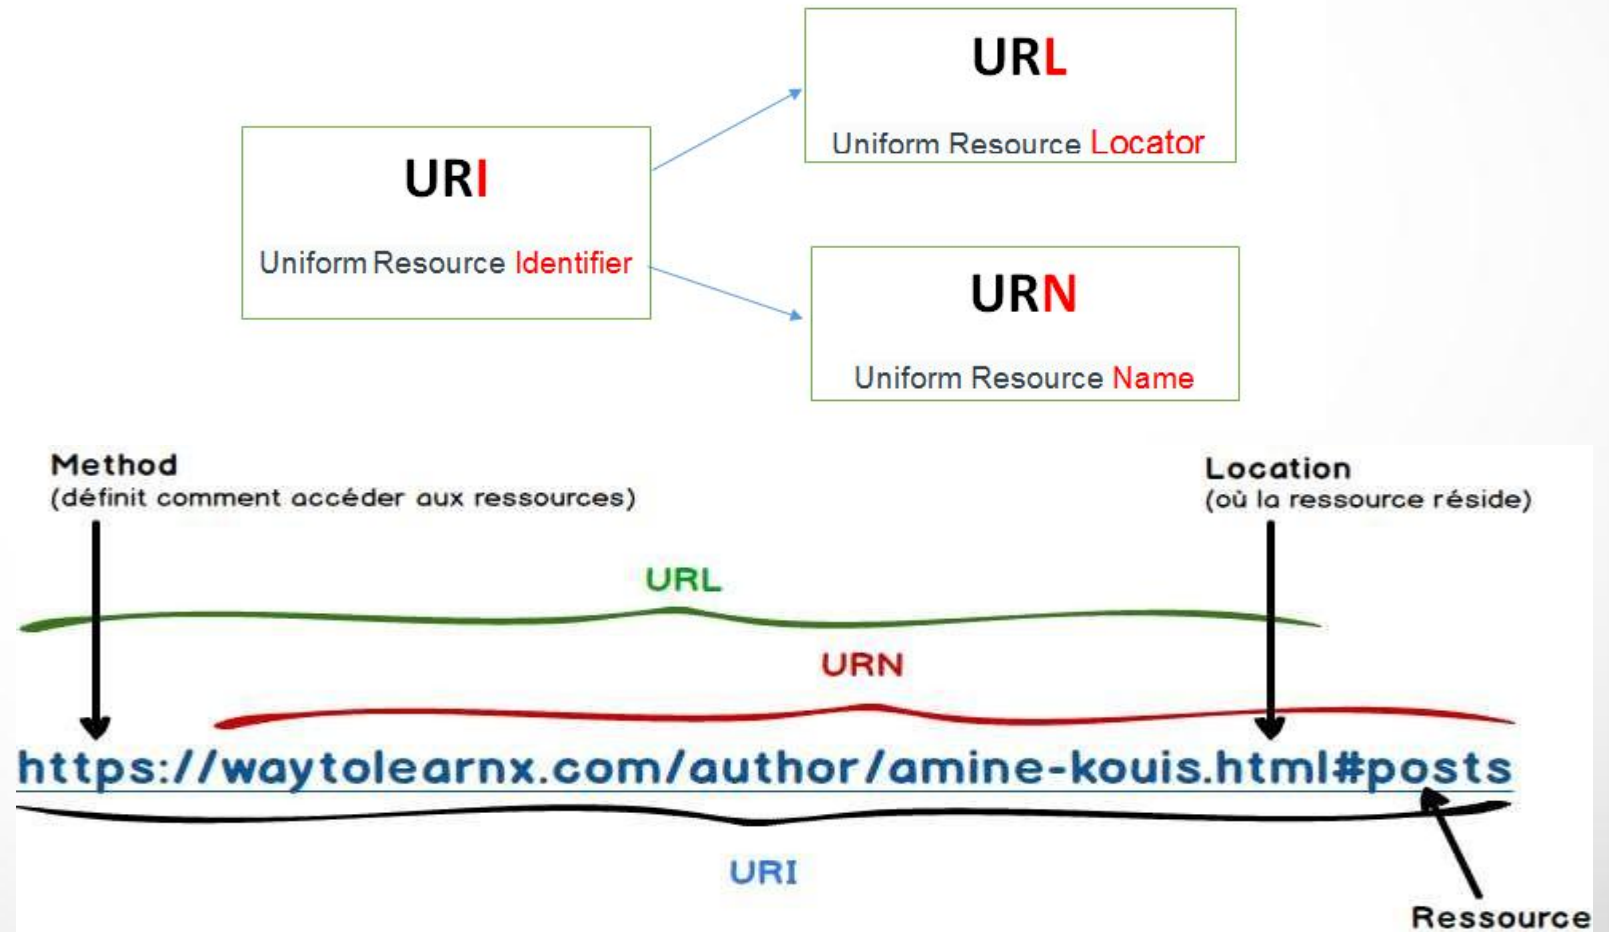 URL
Uniform Resource Locator
URI
Uniform Resource Identifier
URN
Uniform Resource Name
Method
(définit comment accéder aux ressources)
Location
(où la ressource réside)
URL
URN
https://waytolearnx.com/author/amine-kouis.html#posts
URI
Ressource